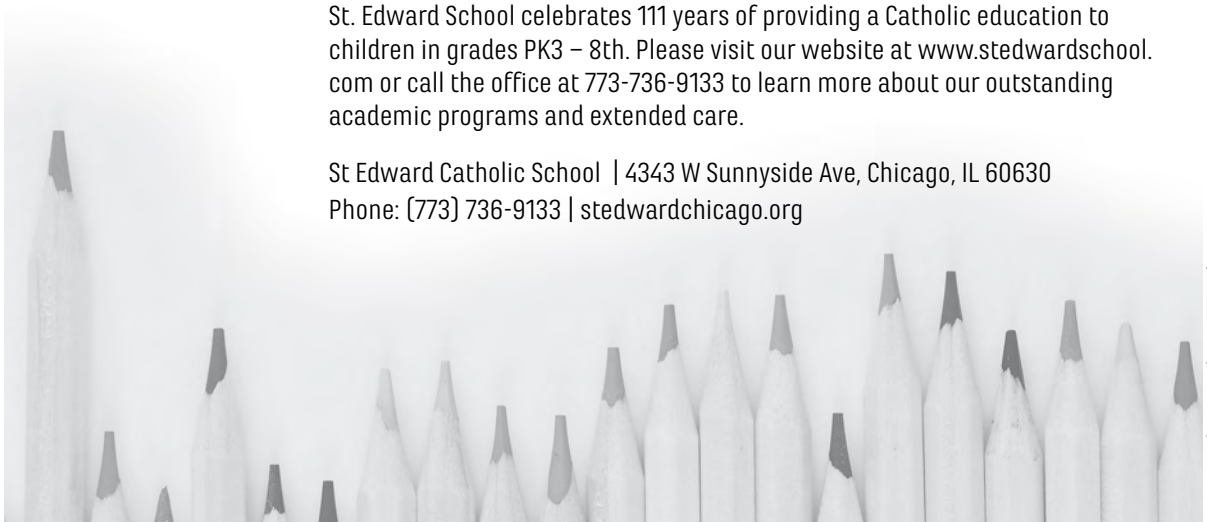 St. Edward School celebrates 111 years of providing a Catholic education to
children in grades PK3 – 8th. Please visit our website at www.stedwardschool.
com or call the office at 773-736-9133 to learn more about our outstanding
academic programs and extended care.
St Edward Catholic School | 4343 W Sunnyside Ave, Chicago, IL 60630
Phone: (773) 736-9133 | stedwardchicago.org